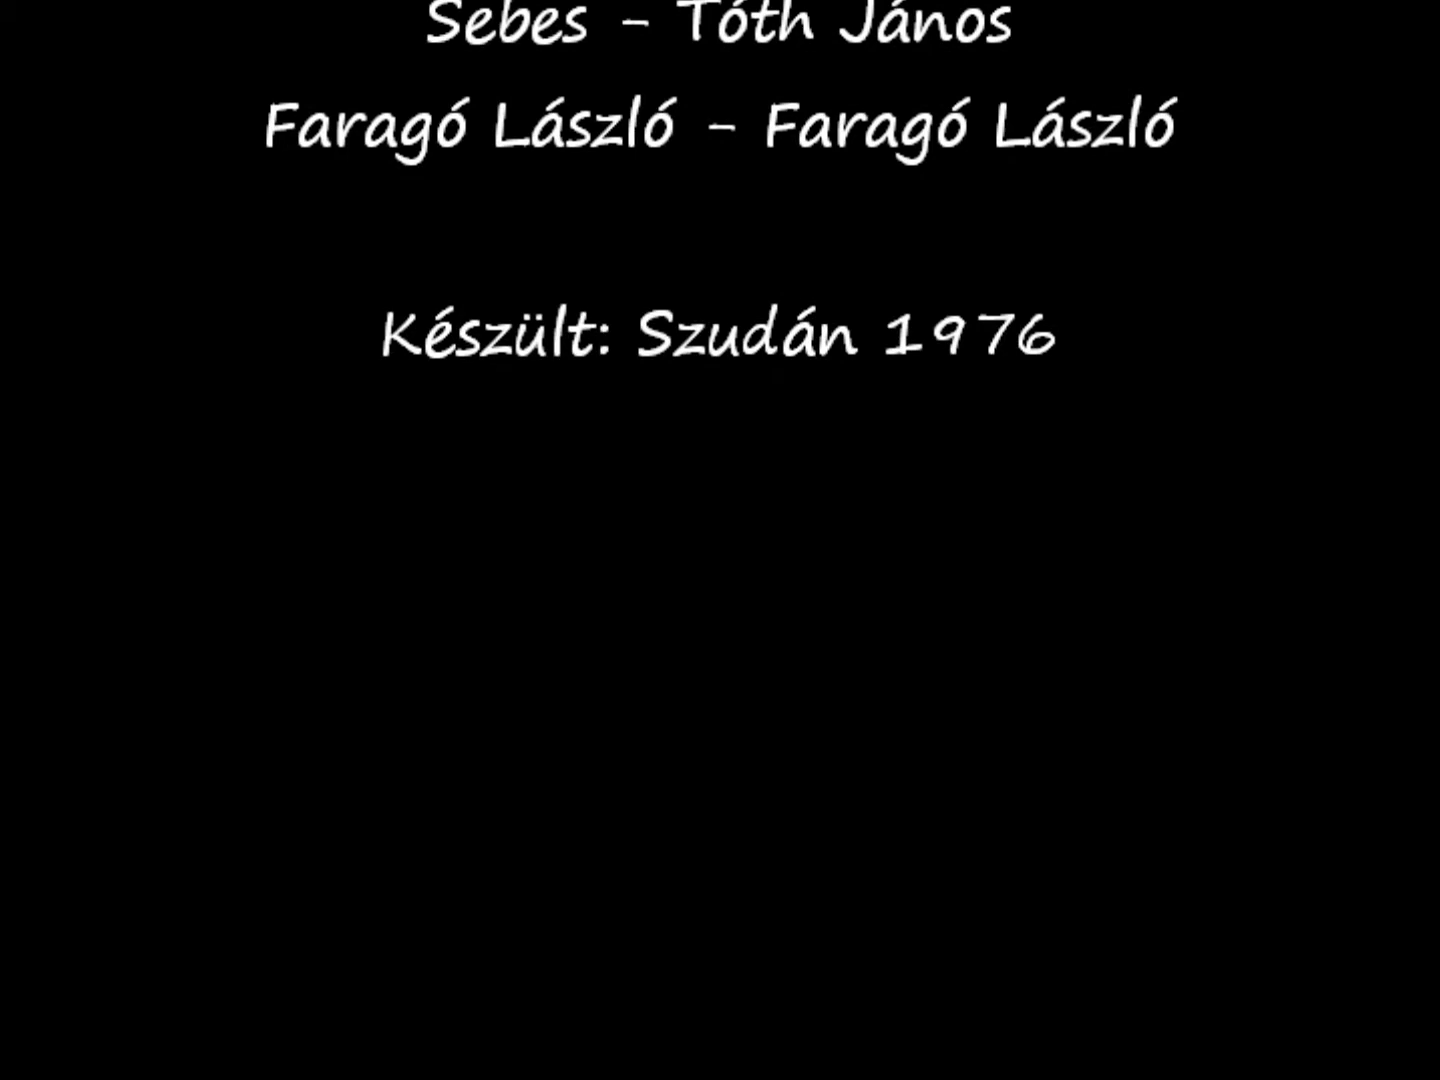 Sebes - Tóth János
Faragó László - Faragó László
Készült: Szudán 1976